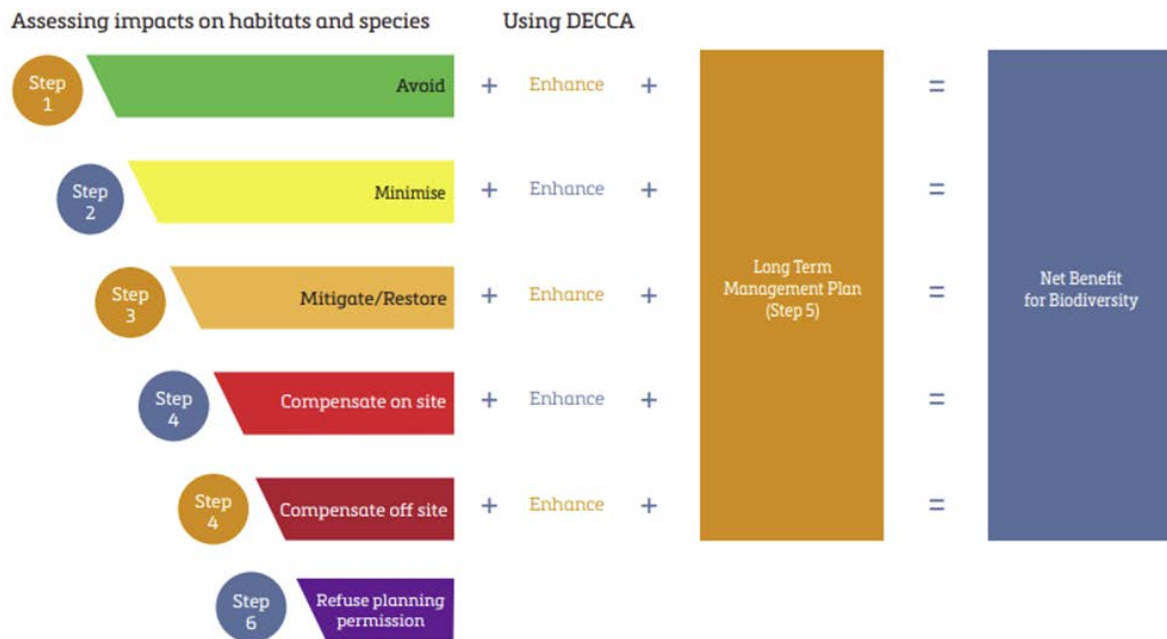 Assessing impacts on habitats and species Using DECCA
Step
1
Avoid + Enhance + =
Step
2
Minimise + Enhance + =
Step
3
Mitigate/Restore + Enhance + =
Long Term
Management Plan
(Step 5)
Net Benefit
for Biodiversity
Step
4
Compensate on site + Enhance + =
Step
4
Compensate off site + Enhance + =
Step
6
Refuse planning
permission